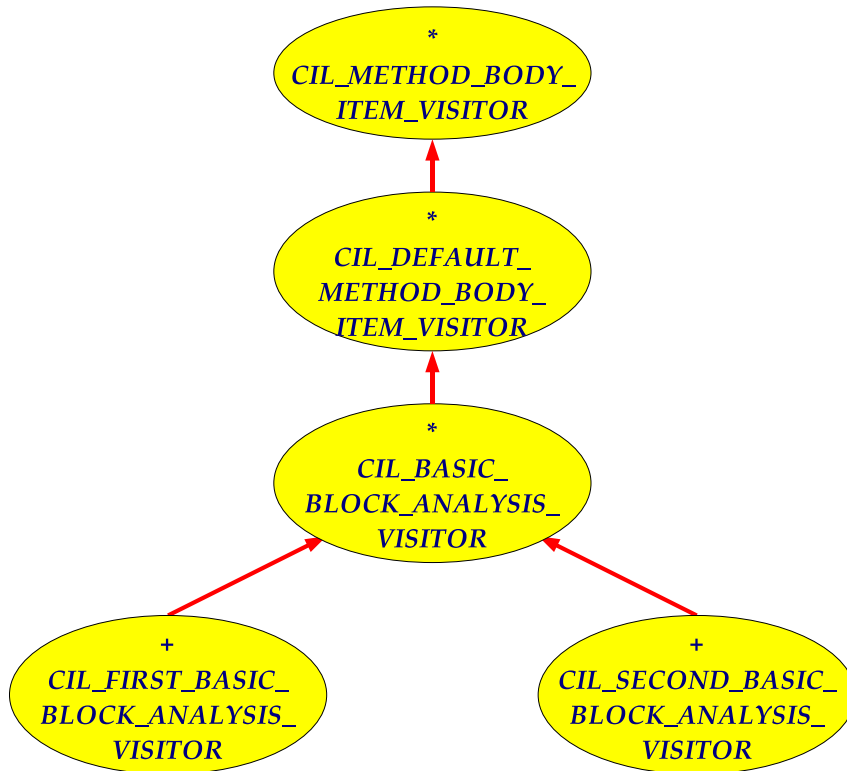 *
CIL_METHOD_BODY_
ITEM_VISITOR
*
CIL_DEFAULT_
METHOD_BODY_
ITEM_VISITOR
*
CIL_BASIC_
BLOCK_ANALYSIS_
VISITOR
+
CIL_FIRST_BASIC_
BLOCK_ANALYSIS_
VISITOR
+
CIL_SECOND_BASIC_
BLOCK_ANALYSIS_
VISITOR